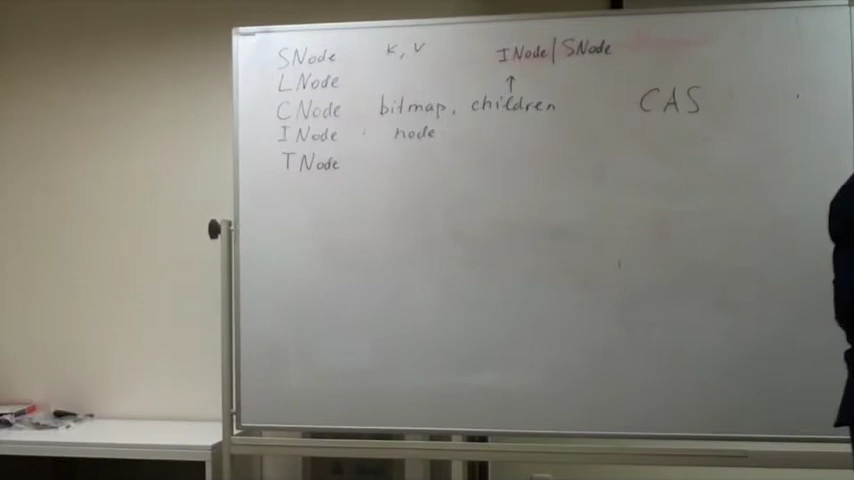 SNode K, V INode/SNode
LNode ↑
CNode bitmap, children CAS
INode node
TNode